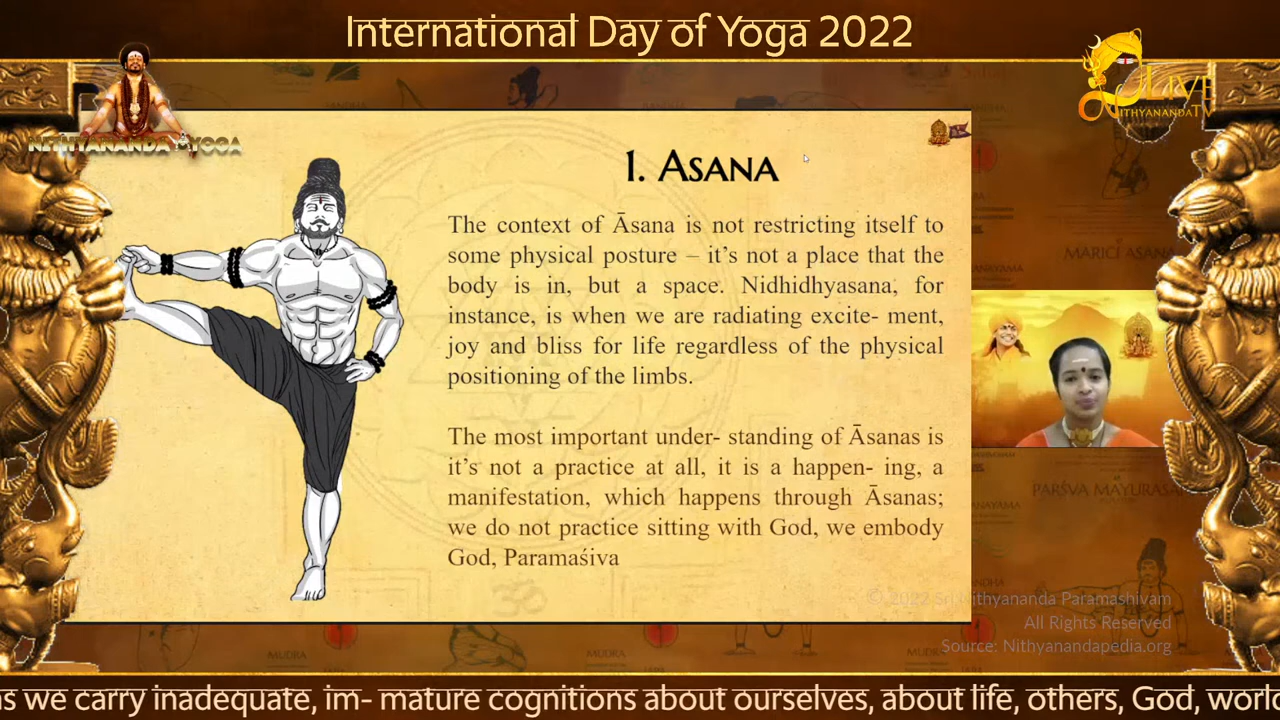 International Day of Yoga 2022
LIVE
NITHYANANDATV
NITHYANANDA YOGA
1. ASANA
The context of Āsana is not restricting itself to
some physical posture – it's not a place that the
body is in, but a space. Nidhidhyasana, for
instance, is when we are radiating excite- ment,
joy and bliss for life regardless of the physical
positioning of the limbs.
The most important under- standing of Āsanas is
it's not a practice at all, it is a happen- ing, a
manifestation, which happens through Āsanas;
we do not practice sitting with God, we embody
God, Paramaśiva
MARICĪ ASANA
PARŚVA MAYURASA
© 2022 Sri Nithyananda Paramashivam
All Rights Reserved
Source: Nithyanandapedia.org
MUDRA
MUDRA
MUDR
as we carry inadequate, im- mature cognitions about ourselves, about life, others, God, world